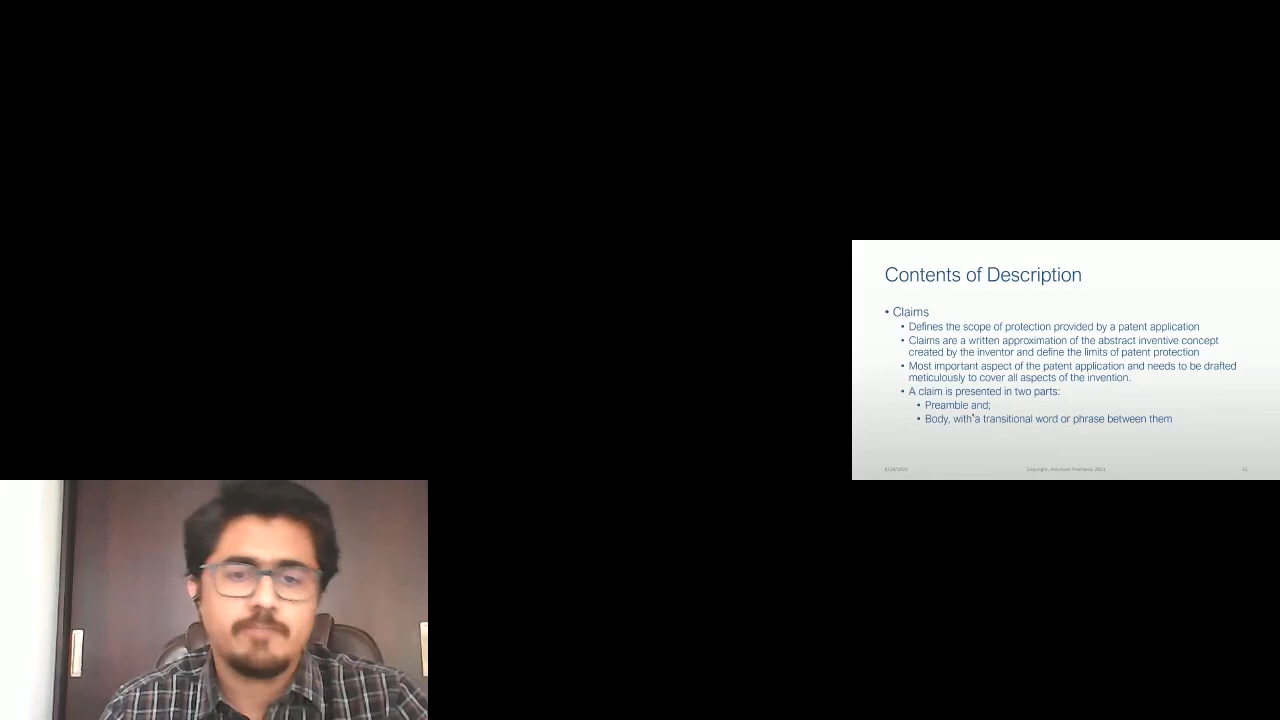 Contents of Description
• Claims
• Defines the scope of protection provided by a patent application
• Claims are a written approximation of the abstract inventive concept
created by the inventor and define the limits of patent protection
• Most important aspect of the patent application and needs to be drafted
meticulously to cover all aspects of the invention.
• A claim is presented in two parts:
• Preamble and;
• Body, with a transitional word or phrase between them
15